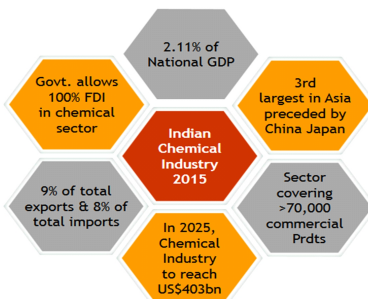 2.11% of
National GDP
Govt. allows
100% FDI
in chemical
sector
3rd
largest in Asia
preceded by
China Japan
Indian
Chemical
Industry
2015
9% of total
exports & 8% of
total imports
Sector
covering
>70,000
commercial
Prdts
In 2025,
Chemical
Industry
to reach
US$403bn